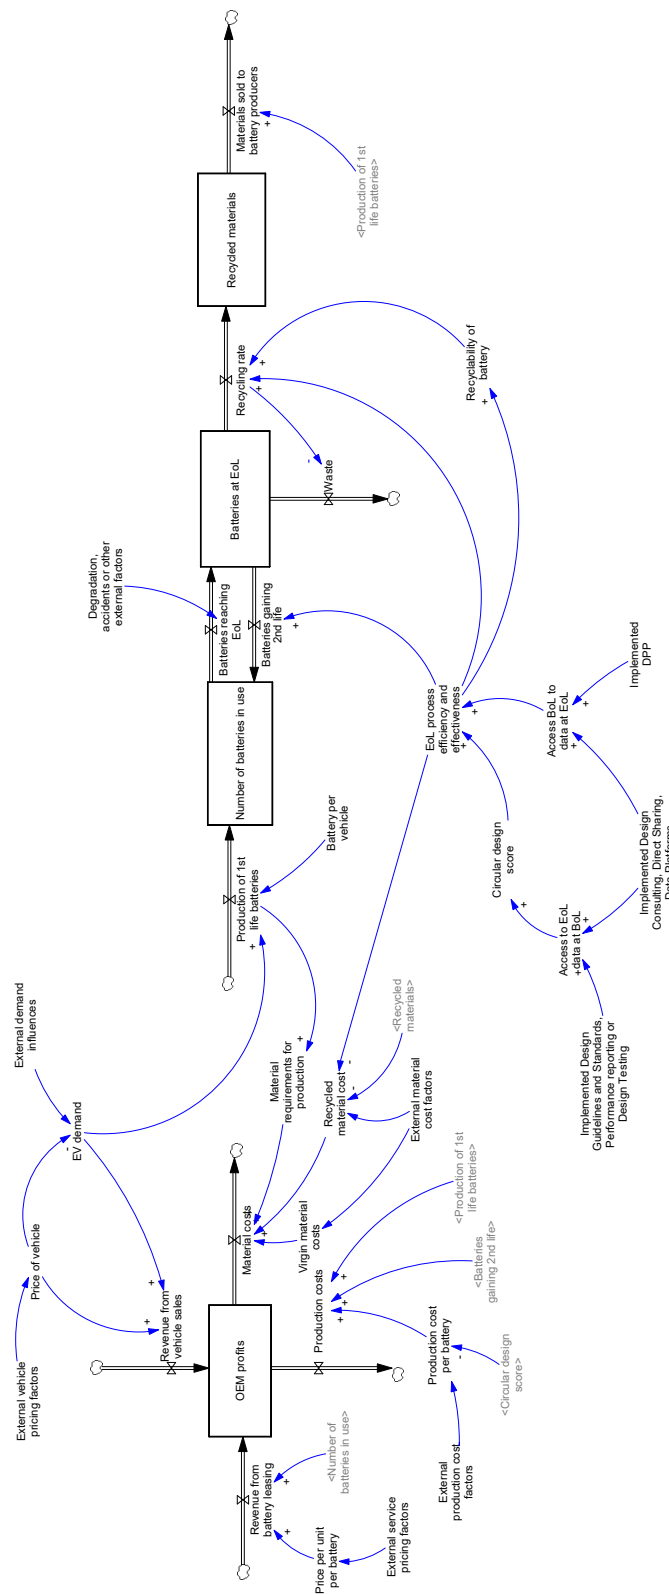 External vehicle
pricing factors
Price of vehicle
External demand
influences
-
EV demand
+
+
Revenue from
vehicle sales
OEM profits
Revenue from
battery leasing
+
+
<Number of
batteries in use>
Price per unit
per battery
External service
pricing factors
Material costs
+
+
Virgin material
costs
Production costs
+
+
+
<Production of 1st
life batteries>
<Batteries
gaining 2nd life>
Production cost
per battery
-
<Circular design
score>
External
production cost
factors
Material
requirements for
production
+
Recycled
material cost
-
-
<Recycled
materials>
External material
cost factors
Production of 1st
life batteries
+
Battery per
vehicle
Number of batteries in use
Degradation,
accidents or other
external factors
Batteries reaching
EoL
Batteries gaining
2nd life
+
Batteries at EoL
Recycling rate
+
+
-
Waste
Recycled materials
Materials sold to
battery producers
+
<Production of 1st
life batteries>
Recyclability of
battery
+
EoL process
efficiency and
effectiveness
+
+
Circular design
score
+
Access BoL to
data at EoL
+
+
Implemented
DPP
Access to EoL
data at BoL
+
+
Implemented Design
Consulting, Direct Sharing,
Implemented Design
Guidelines and Standards,
Performance reporting or
Design Testing